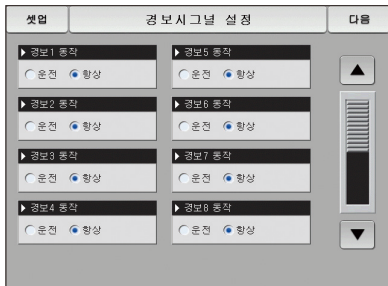 셋업 경보시그널 설정 다음
▶ 경보1 동작
운전 항상
▶ 경보2 동작
운전 항상
▶ 경보3 동작
운전 항상
▶ 경보4 동작
운전 항상
▶ 경보5 동작
운전 항상
▶ 경보6 동작
운전 항상
▶ 경보7 동작
운전 항상
▶ 경보8 동작
운전 항상